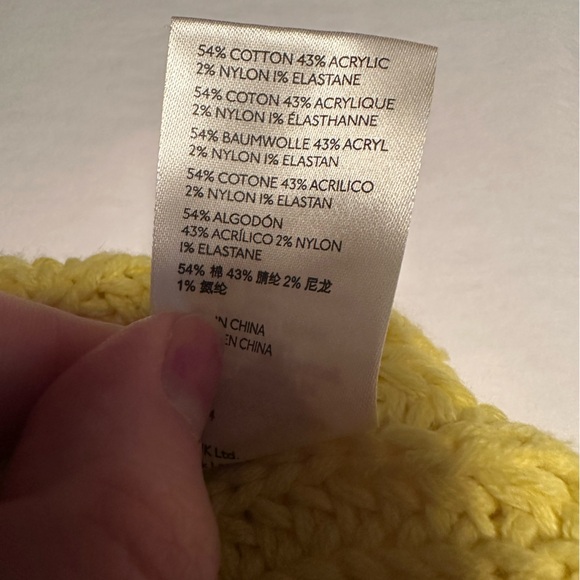 54% COTTON 43% ACRYLIC
2% NYLON 1% ELASTANE
54% COTON 43% ACRYLIQUE
2% NYLON 1% ÉLASTHANNE
54% BAUMWOLLE 43% ACRYL
2% NYLON 1% ELASTAN
54% COTONE 43% ACRILICO
2% NYLON 1% ELASTAN
54% ALGODÓN
43% ACRÍLICO 2% NYLON
1% ELASTANE
54% 棉 43% 腈纶 2% 尼龙
1% 氨纶
IN CHINA
EN CHINA
Ltd